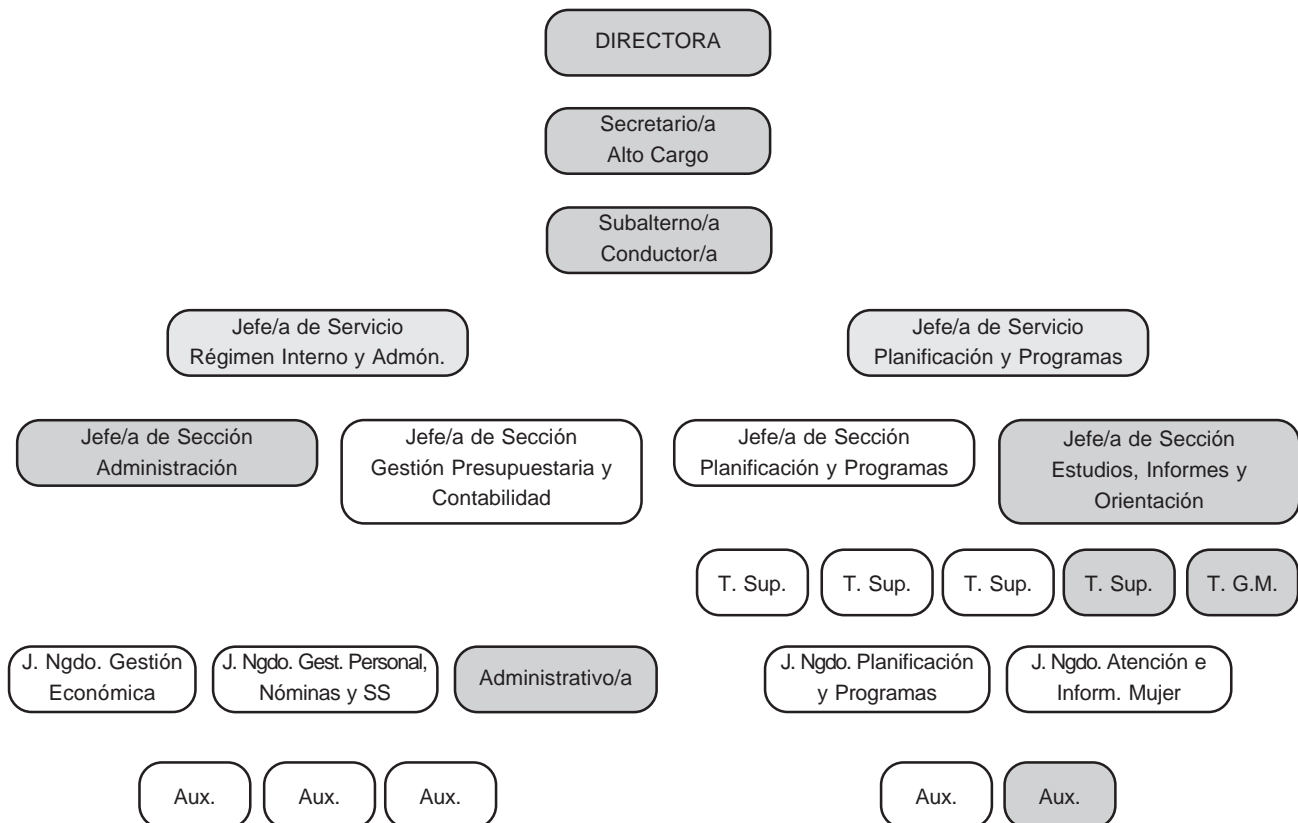 DIRECTORA
Secretario/a
Alto Cargo
Subalterno/a
Conductor/a
Jefe/a de Servicio
Régimen Interno y Admón.
Jefe/a de Servicio
Planificación y Programas
Jefe/a de Sección
Administración
Jefe/a de Sección
Gestión Presupuestaria y
Contabilidad
Jefe/a de Sección
Planificación y Programas
Jefe/a de Sección
Estudios, Informes y
Orientación
T. Sup.
T. Sup.
T. Sup.
T. Sup.
T. G.M.
J. Ngdo. Gestión
Económica
J. Ngdo. Gest. Personal,
Nóminas y SS
Administrativo/a
J. Ngdo. Planificación
y Programas
J. Ngdo. Atención e
Inform. Mujer
Aux.
Aux.
Aux.
Aux.
Aux.